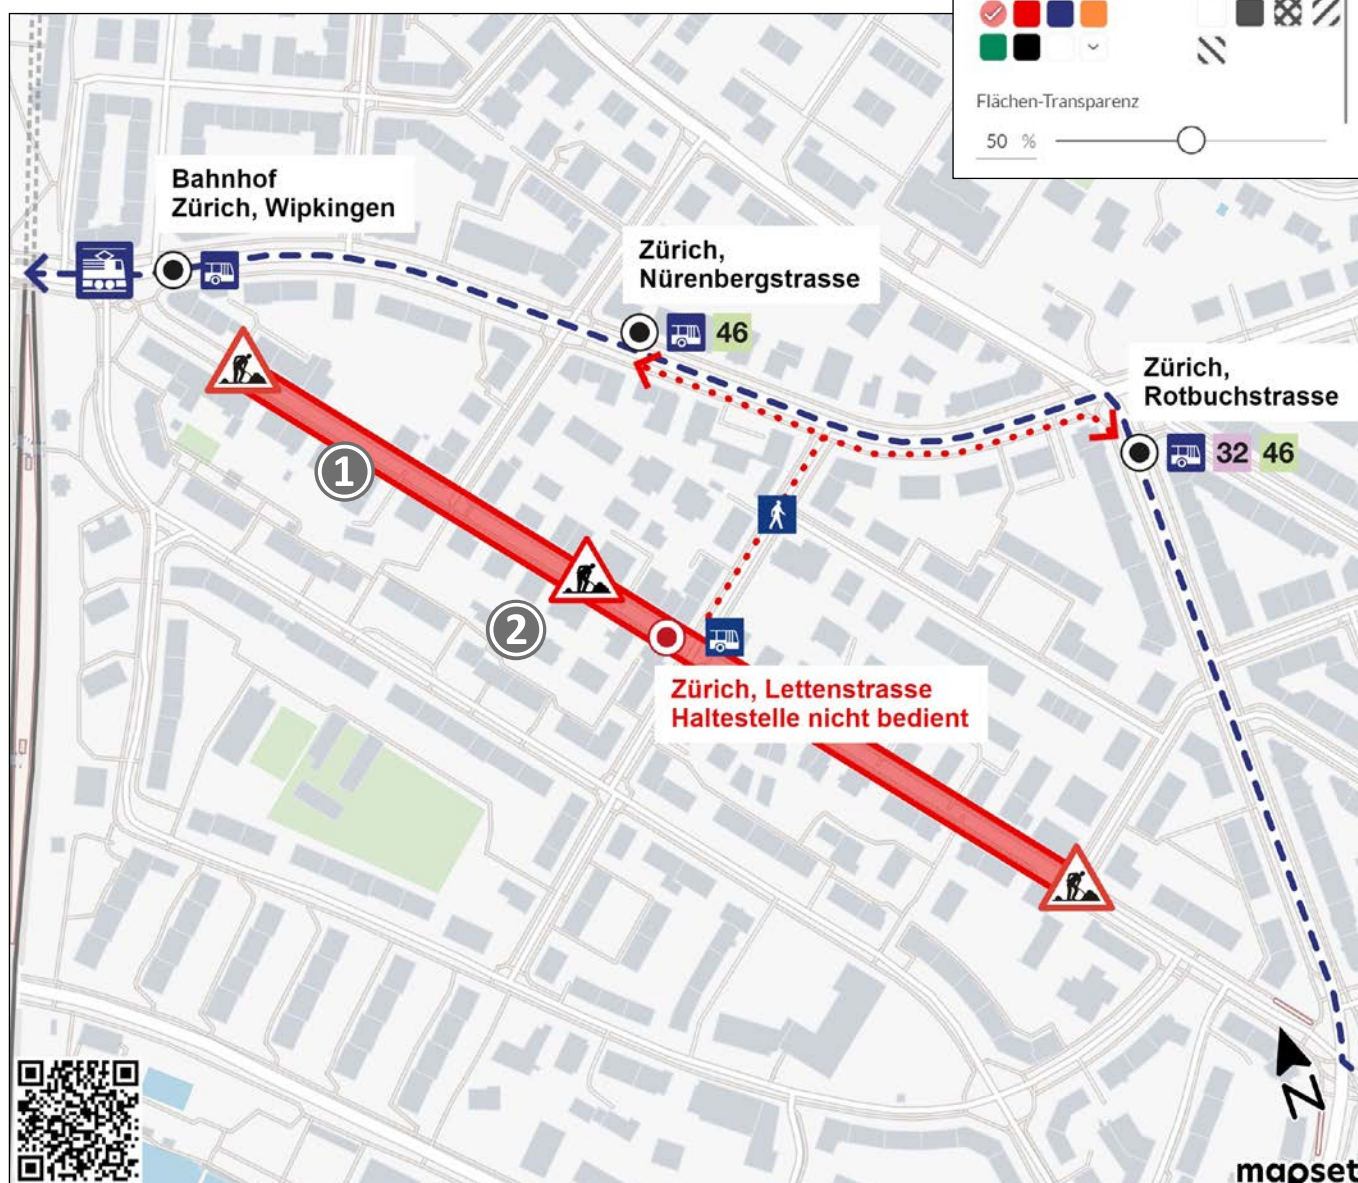 Flächen-Transparenz
50 %
Bahnhof
Zürich, Wipkingen
Zürich,
Nürenbergstrasse
46
Zürich,
Rotbuchstrasse
32 46
1
2
Zürich, Lettenstrasse
Haltestelle nicht bedient
N
mapset